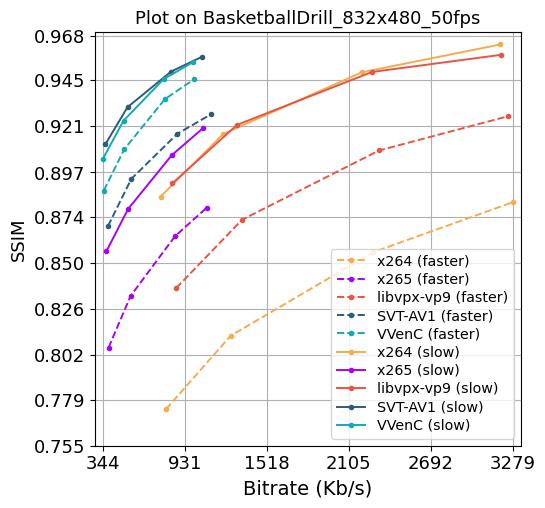 Plot on BasketballDrill_832x480_50fps
SSIM
0.968
0.945
0.921
0.897
0.874
0.850
0.826
0.802
0.779
0.755
x264 (faster)
x265 (faster)
libvpx-vp9 (faster)
SVT-AV1 (faster)
VVenC (faster)
x264 (slow)
x265 (slow)
libvpx-vp9 (slow)
SVT-AV1 (slow)
VVenC (slow)
344 931 1518 2105 2692 3279
Bitrate (Kb/s)